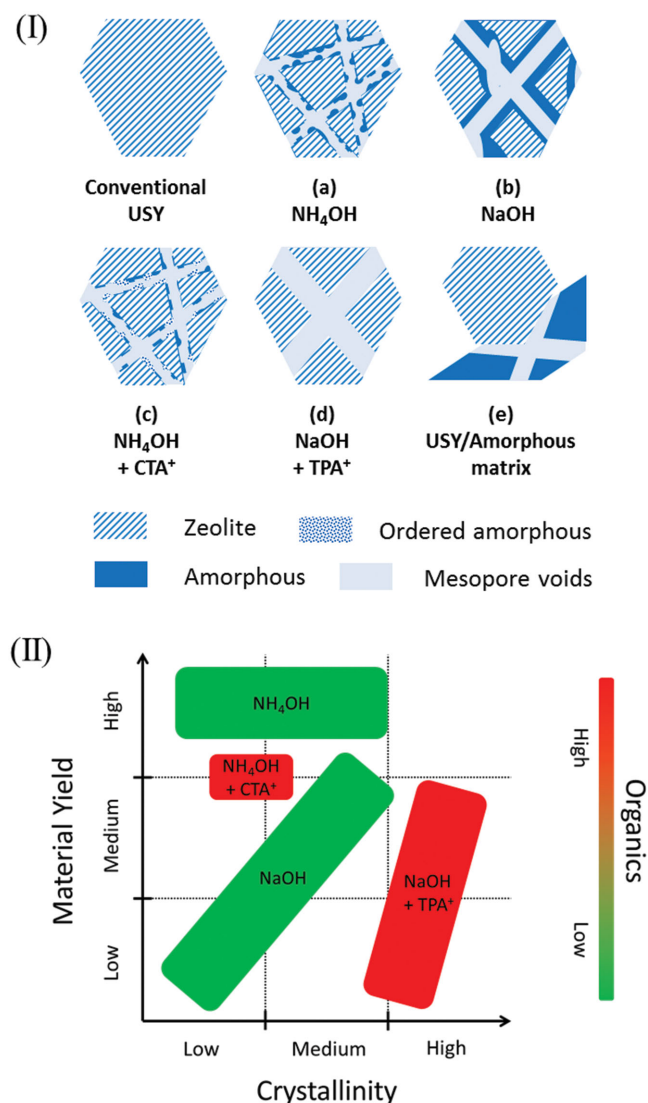 (I)
Conventional
USY
(a)
NH₄OH
(b)
NaOH
(c)
NH₄OH
+ CTA⁺
(d)
NaOH
+ TPA⁺
(e)
USY/Amorphous
matrix
Zeolite
Ordered amorphous
Amorphous
Mesopore voids
(II)
Material Yield
High
Medium
Low
NH₄OH
NH₄OH
+ CTA⁺
NaOH
NaOH
+ TPA⁺
Low
Medium
High
Crystallinity
High
Low
Organics